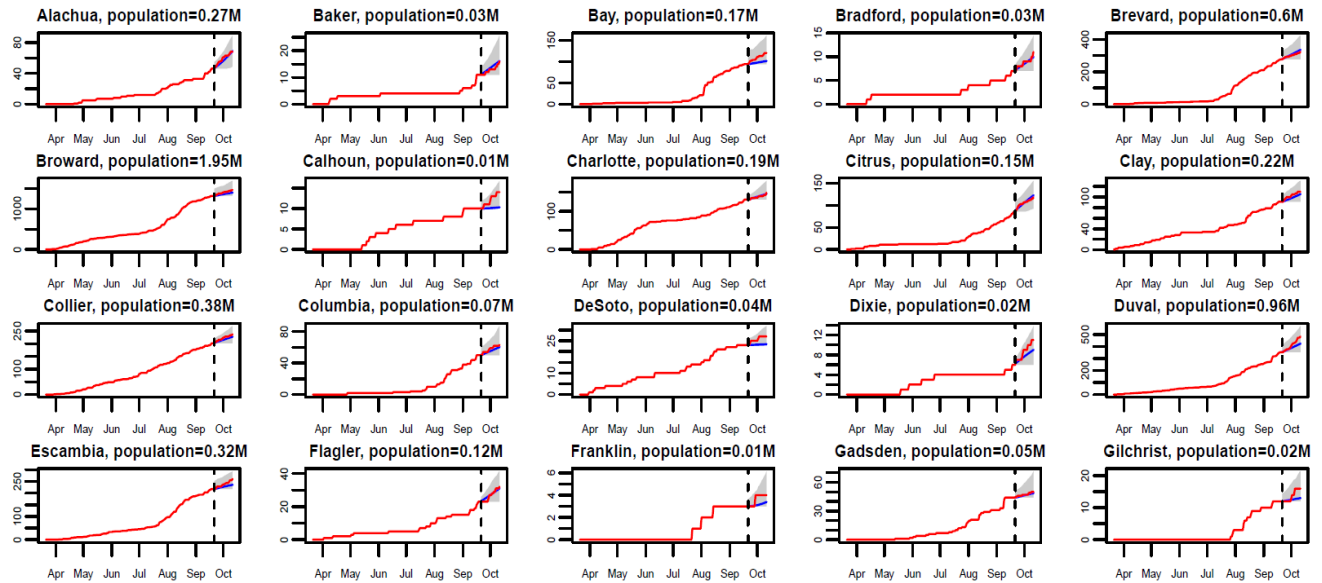 Alachua, population=0.27M
0 40 80
Apr May Jun Jul Aug Sep Oct
Baker, population=0.03M
0 5 15
Apr May Jun Jul Aug Sep Oct
Bay, population=0.17M
0 50 150
Apr May Jun Jul Aug Sep Oct
Bradford, population=0.03M
0 5 10 15
Apr May Jun Jul Aug Sep Oct
Brevard, population=0.6M
0 200 400
Apr May Jun Jul Aug Sep Oct
Broward, population=1.95M
0 1000
Apr May Jun Jul Aug Sep Oct
Calhoun, population=0.01M
0 5 10
Apr May Jun Jul Aug Sep Oct
Charlotte, population=0.19M
0 100
Apr May Jun Jul Aug Sep Oct
Citrus, population=0.15M
0 50 150
Apr May Jun Jul Aug Sep Oct
Clay, population=0.22M
0 40 100
Apr May Jun Jul Aug Sep Oct
Collier, population=0.38M
0 100 250
Apr May Jun Jul Aug Sep Oct
Columbia, population=0.07M
0 40 80
Apr May Jun Jul Aug Sep Oct
DeSoto, population=0.04M
0 10 25
Apr May Jun Jul Aug Sep Oct
Dixie, population=0.02M
0 4 8 12
Apr May Jun Jul Aug Sep Oct
Duval, population=0.96M
0 200 500
Apr May Jun Jul Aug Sep Oct
Escambia, population=0.32M
0 100 250
Apr May Jun Jul Aug Sep Oct
Flagler, population=0.12M
0 20 40
Apr May Jun Jul Aug Sep Oct
Franklin, population=0.01M
Apr May Jun Jul Aug Sep Oct
Gadsden, population=0.05M
Apr May Jun Jul Aug Sep Oct
Gilchrist, population=0.02M
0 5 10 20
Apr May Jun Jul Aug Sep Oct